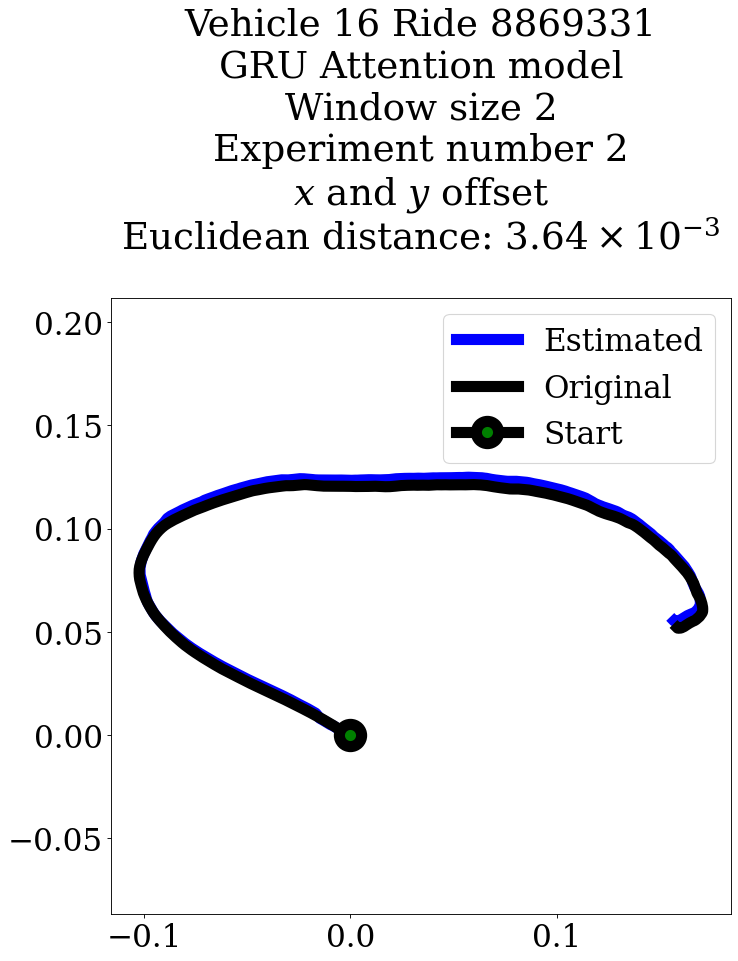 Vehicle 16 Ride 8869331
GRU Attention model
Window size 2
Experiment number 2
x and y offset
Euclidean distance: 3.64 × 10⁻³
Estimated
Original
Start
0.20
0.15
0.10
0.05
0.00
−0.05
−0.1 0.0 0.1